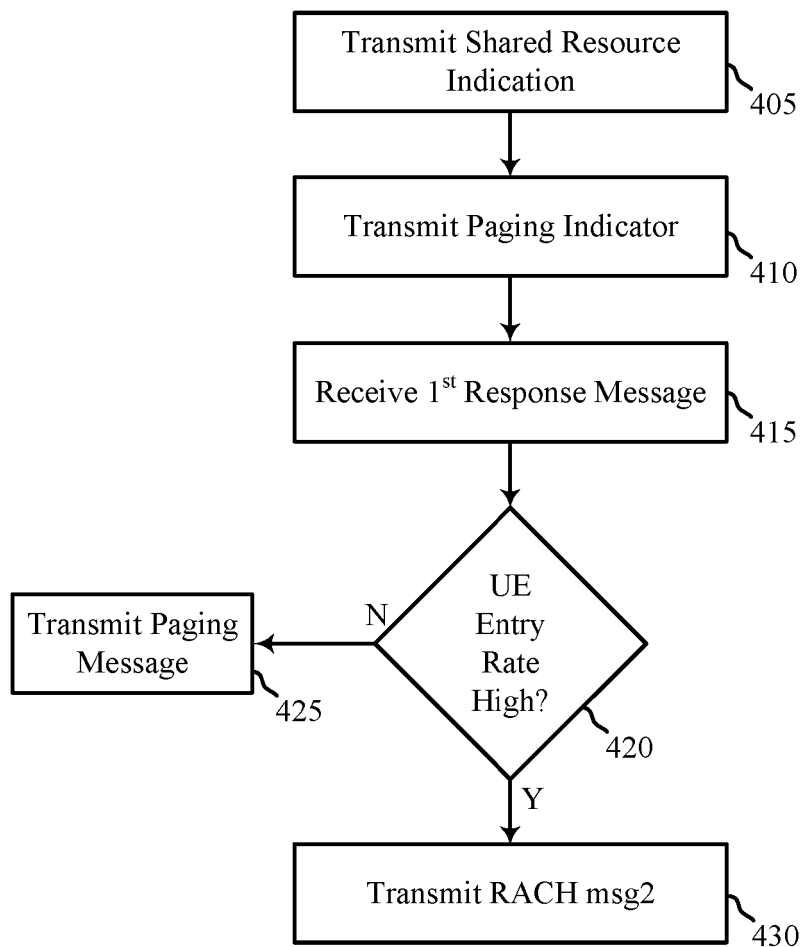 Transmit Shared Resource
Indication
405
Transmit Paging Indicator
410
Receive 1st Response Message
415
UE
Entry
Rate
High?
420
N
Transmit Paging
Message
425
Y
Transmit RACH msg2
430